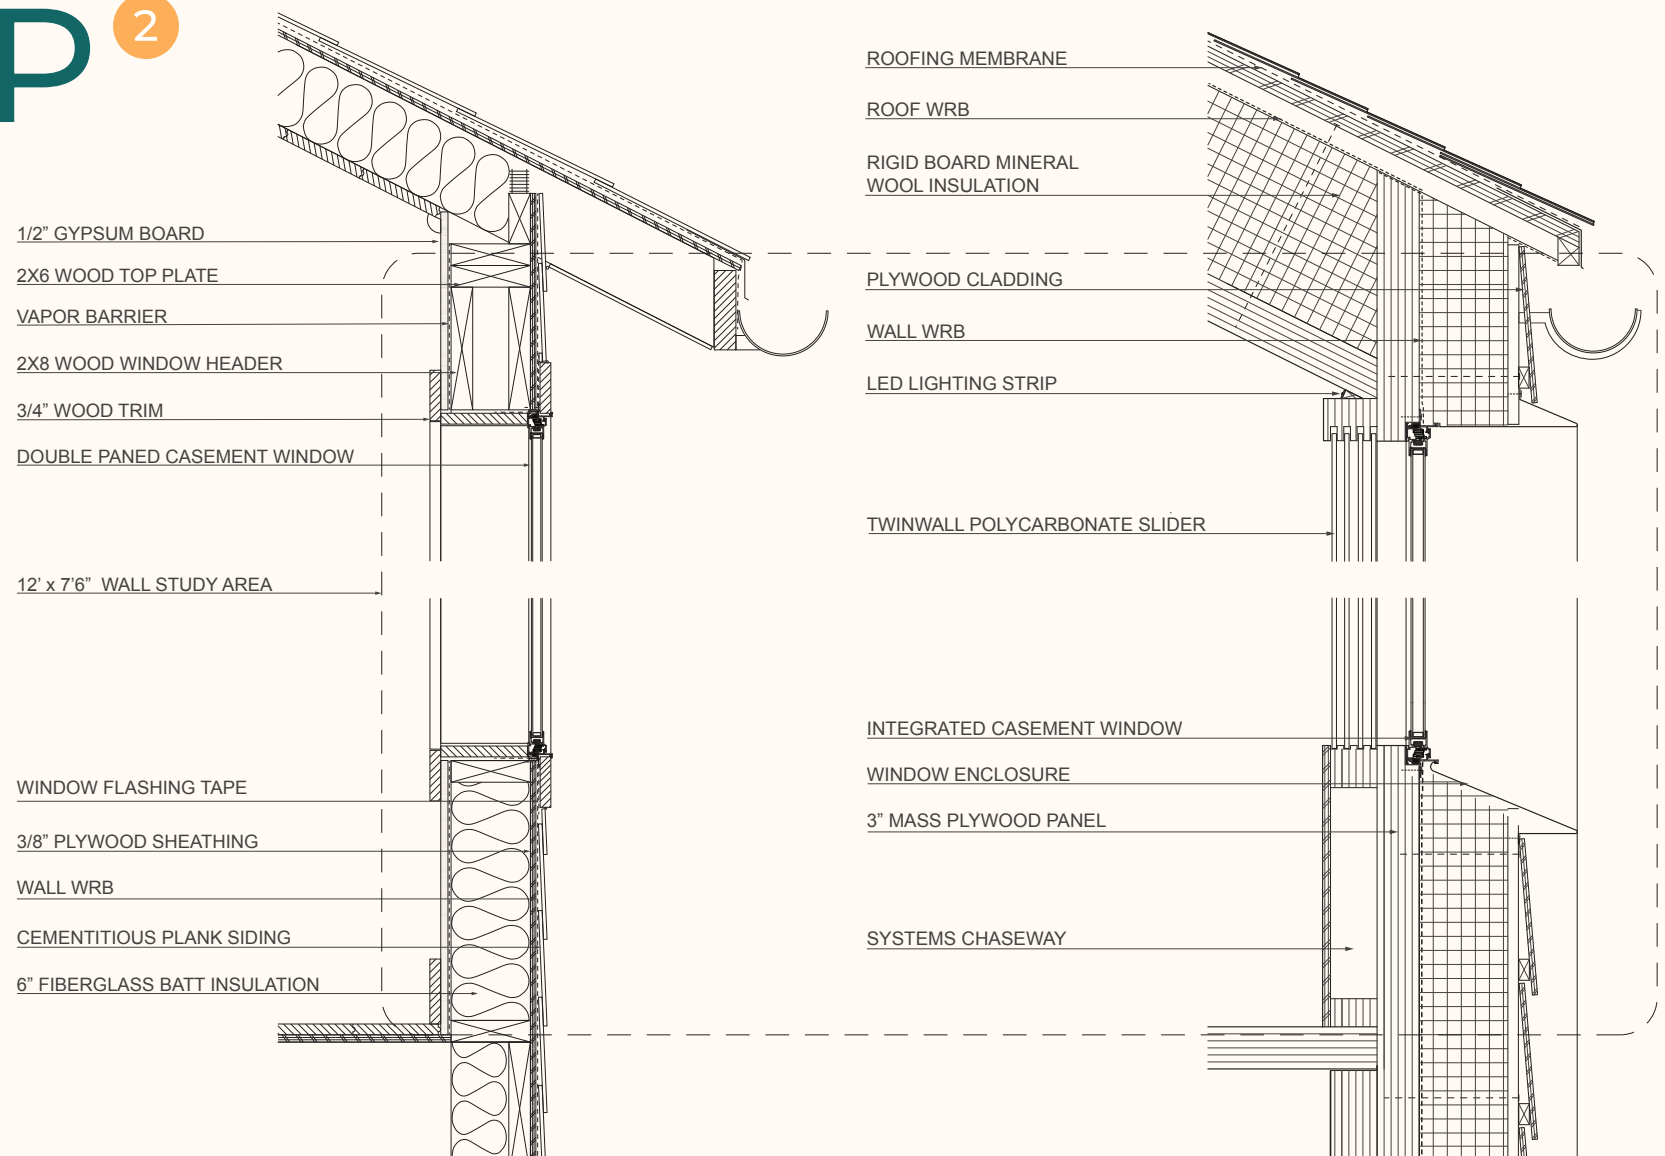 P
2
1/2” GYPSUM BOARD
2X6 WOOD TOP PLATE
VAPOR BARRIER
2X8 WOOD WINDOW HEADER
3/4” WOOD TRIM
DOUBLE PANED CASEMENT WINDOW
12’ x 7’6”  WALL STUDY AREA
WINDOW FLASHING TAPE
3/8” PLYWOOD SHEATHING
WALL WRB
CEMENTITIOUS PLANK SIDING
6” FIBERGLASS BATT INSULATION
ROOFING MEMBRANE
ROOF WRB
RIGID BOARD MINERAL
WOOL INSULATION
PLYWOOD CLADDING
WALL WRB
LED LIGHTING STRIP
TWINWALL POLYCARBONATE SLIDER
INTEGRATED CASEMENT WINDOW
WINDOW ENCLOSURE
3” MASS PLYWOOD PANEL
SYSTEMS CHASEWAY